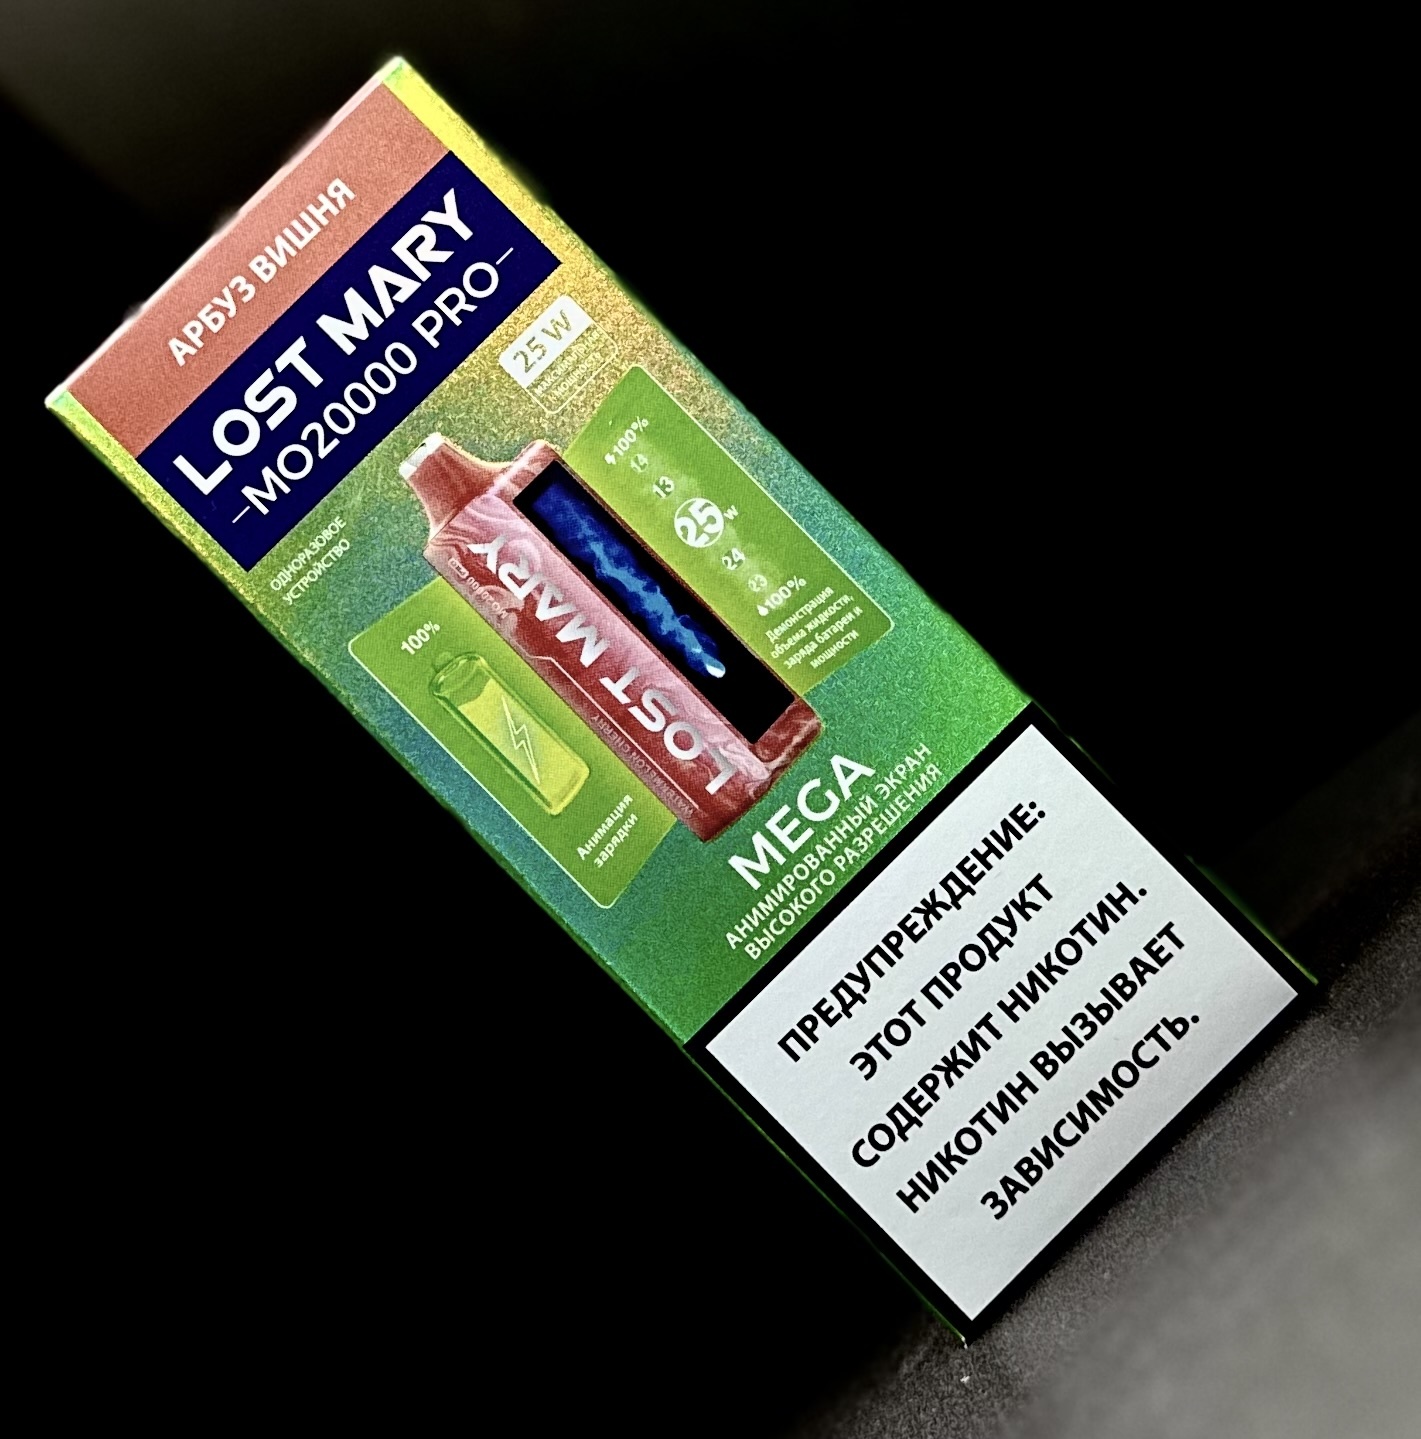 АРБУЗ ВИШНЯ
LOST MARY
MO20000 PRO
ОДНОРАЗОВОЕ
УСТРОЙСТВО
25 W
100%
14
13
25 W
24
23
100%
Демонстрация
объема жидкости,
заряда батареи и
мощности
LOST MARY
100%
Анимация
зарядки
MEGA
АНИМИРОВАННЫЙ ЭКРАН
ВЫСОКОГО РАЗРЕШЕНИЯ
ПРЕДУПРЕЖДЕНИЕ:
ЭТОТ ПРОДУКТ
СОДЕРЖИТ НИКОТИН.
НИКОТИН ВЫЗЫВАЕТ
ЗАВИСИМОСТЬ.